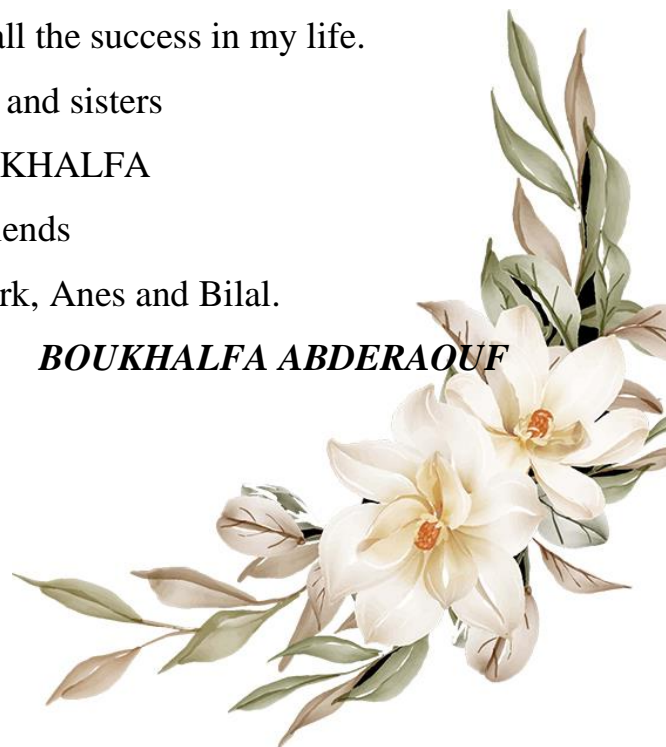 all the success in my life.
and sisters
KHALFA
ends
rk, Anes and Bilal.
BOUKHALFA ABDERAOUF